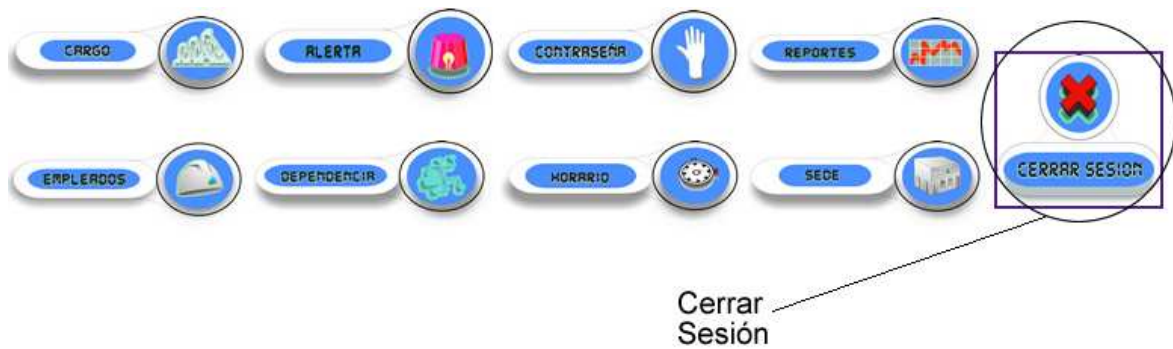 CARGO
ALERTA
CONTRASEÑA
REPORTES
EMPLEADOS
DEPENDENCIA
HORARIO
SEDE
CERRAR SESION
Cerrar
Sesión